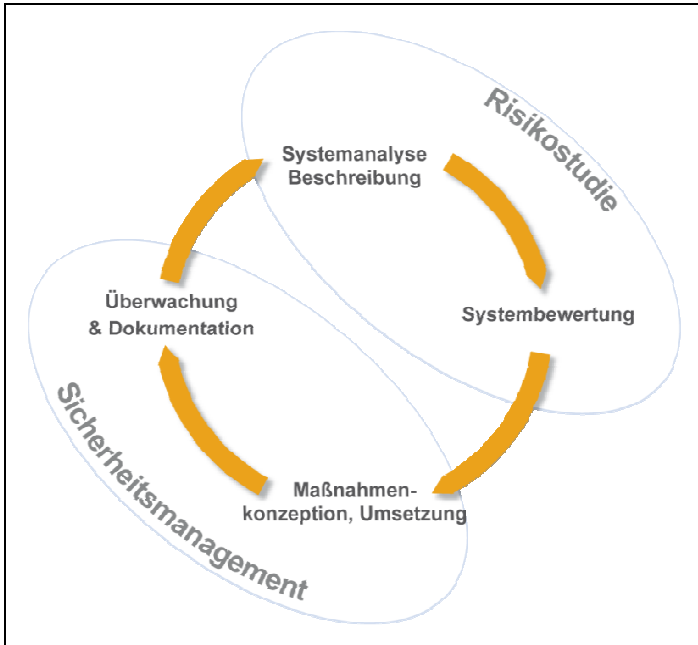 Risikostudie
Systemanalyse
Beschreibung
Überwachung
& Dokumentation
Systembewertung
Sicherheitsmanagement
Maßnahmen-
konzeption, Umsetzung